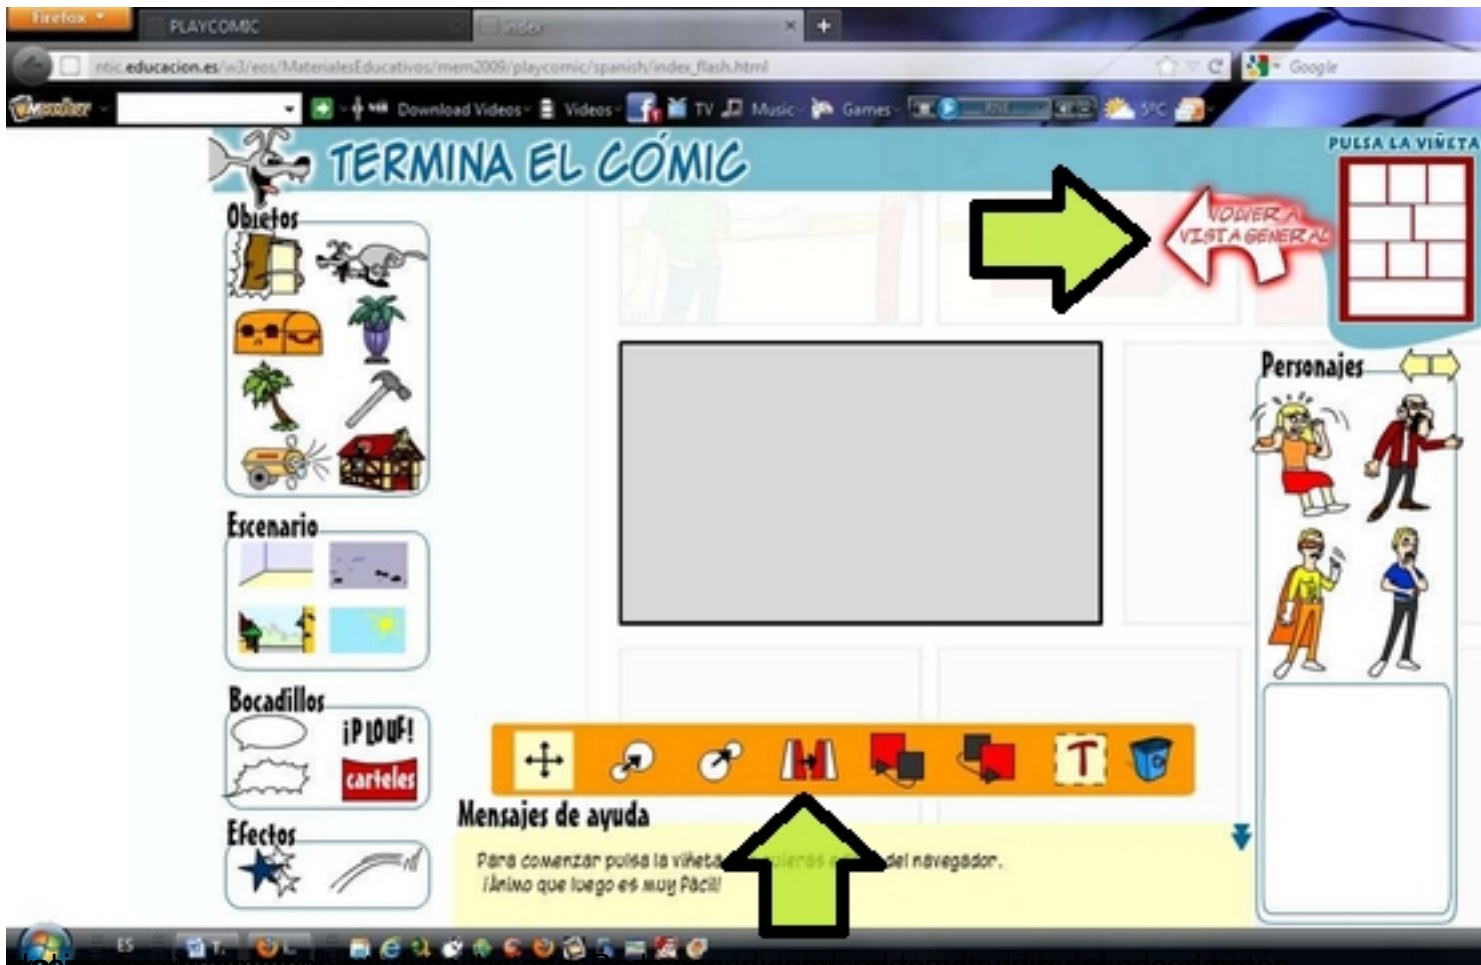 Firefox
PLAYCOMIC
index
ntic.educacion.es/w3/eos/MaterialesEducativos/mem2009/playcomic/spanish/index_flash.html
Google
Download Videos
Videos
TV
Music
Games
5ºC
TERMINA EL CÓMIC
PULSA LA VIÑETA
VOLVER A
VISTA GENERAL
Objetos
Personajes
Escenario
Bocadillos
¡PLOUF!
carteles
T
Efectos
Mensajes de ayuda
Para comenzar pulsa la viñeta del navegador.
¡Ánimo que luego es muy fácil!
ES
T.